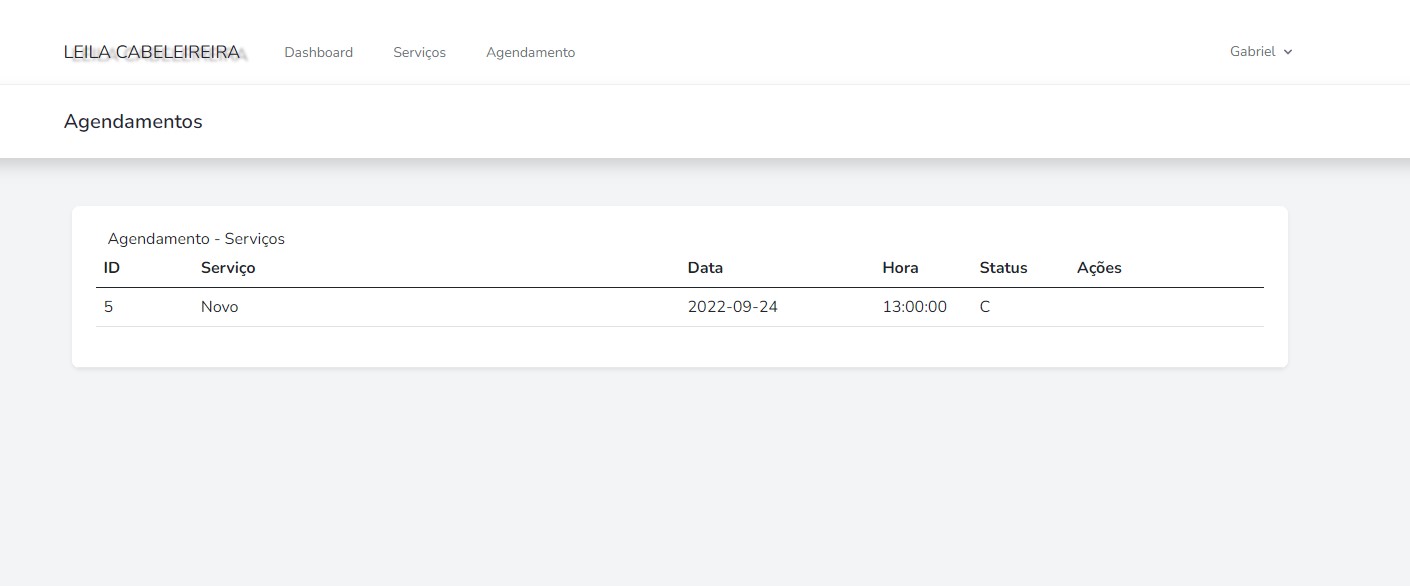 LEILA CABELEIREIRA Dashboard Serviços Agendamento Gabriel
Agendamentos
Agendamento - Serviços
ID Serviço Data Hora Status Ações
5 Novo 2022-09-24 13:00:00 C